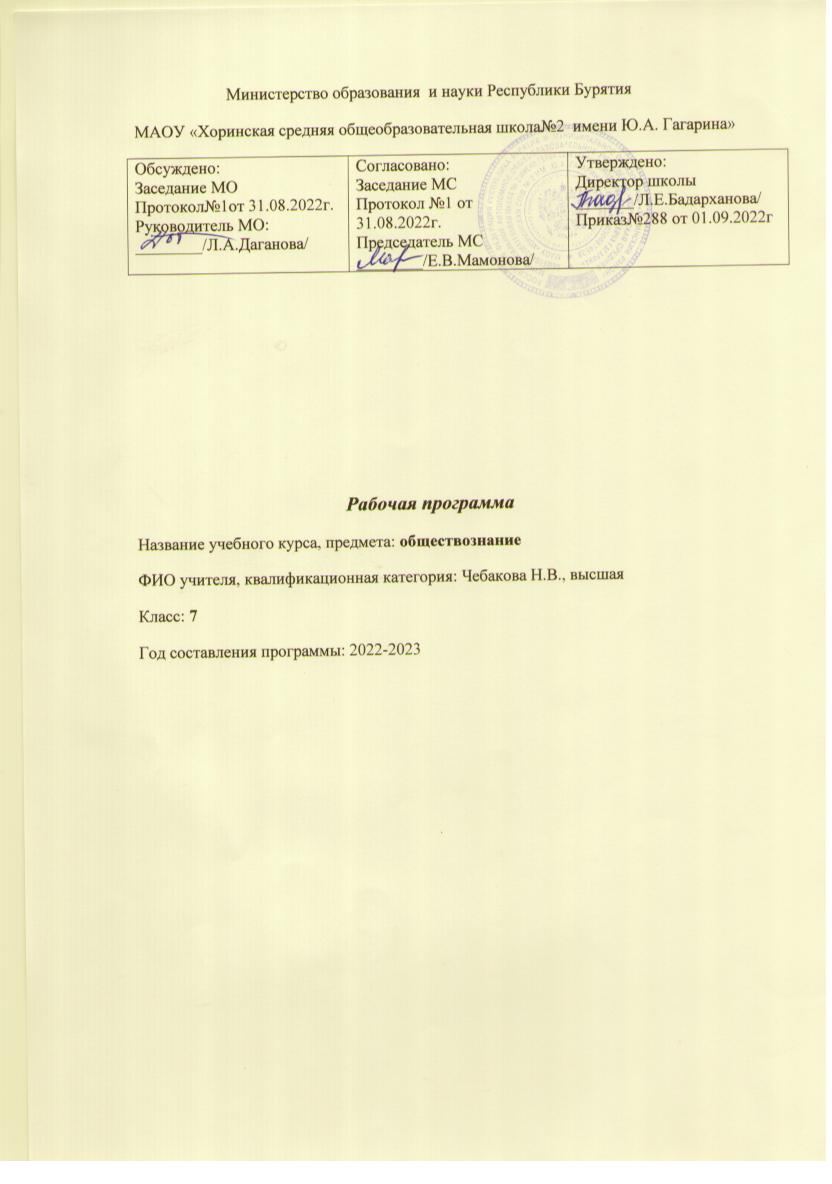 Министерство образования и науки Республики Бурятия
МАОУ «Хоринская средняя общеобразовательная школа№2 имени Ю.А. Гагарина»
Обсуждено:
Заседание МО
Протокол№1от 31.08.2022г.
Руководитель МО:
/Л.А.Даганова/
Согласовано:
Заседание МС
Протокол №1 от
31.08.2022г.
Председатель МС
/Е.В.Мамонова/
Утверждено:
Директор школы
/Л.Е.Бадарханова/
Приказ№288 от 01.09.2022г
Рабочая программа
Название учебного курса, предмета: обществознание
ФИО учителя, квалификационная категория: Чебакова Н.В., высшая
Класс: 7
Год составления программы: 2022-2023